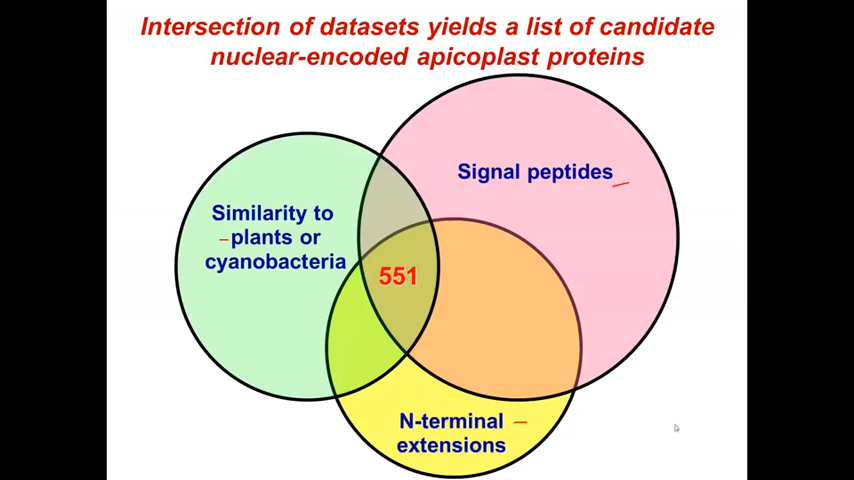 Intersection of datasets yields a list of candidate
nuclear-encoded apicoplast proteins
Signal peptides
Similarity to
plants or
cyanobacteria
551
N-terminal
extensions